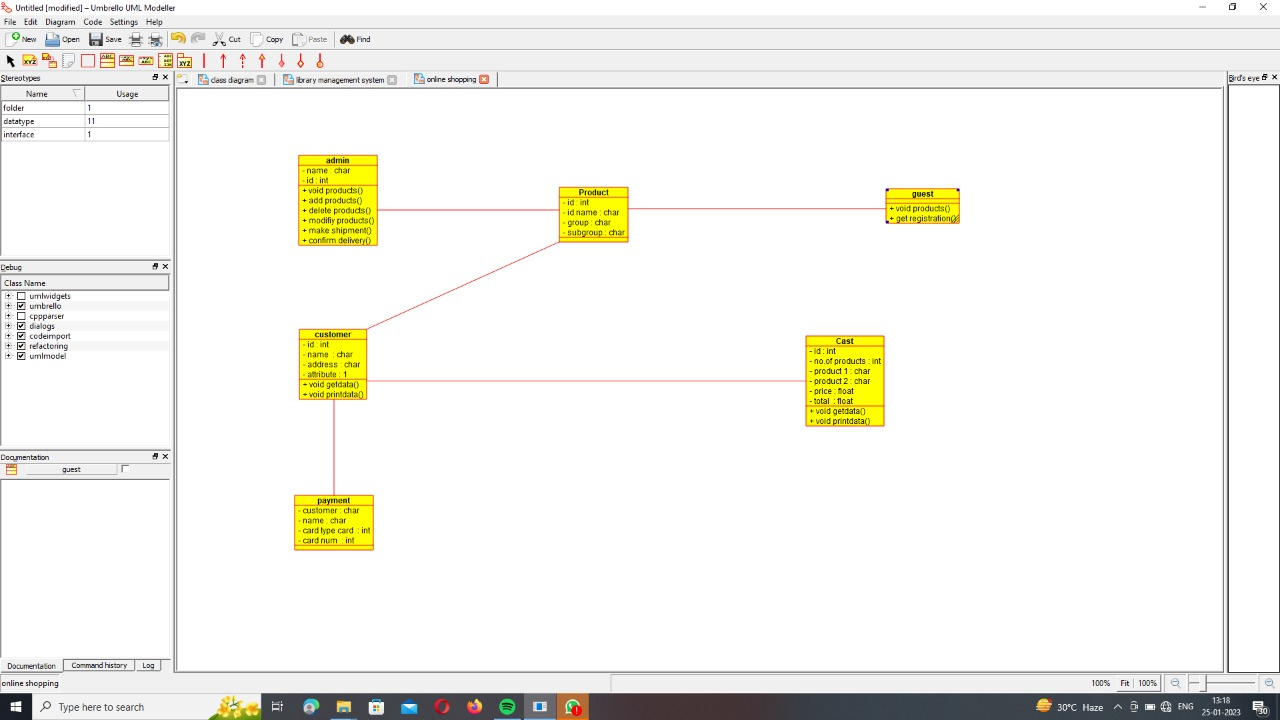 Untitled [modified] – Umbrello UML Modeller
File Edit Diagram Code Settings Help
New Open Save Cut Copy Paste Find
Stereotypes
Name Usage
folder 1
datatype 11
interface 1
Debug
Class Name
umlwidgets
umbrello
cppparser
dialogs
codeimport
refactoring
umlmodel
Documentation
guest
Documentation Command history Log
class diagram library management system online shopping
Bird's eye
admin
- name : char
- id : int
+ void products()
+ add products()
+ delete products()
+ modifiy products()
+ make shipment()
+ confirm delivery()
Product
- id : int
- id name : char
- group : char
- subgroup : char
guest
+ void products()
+ get registration()
customer
- id : int
- name : char
- address : char
- attribute : 1
+ void getdata()
+ void printdata()
Cast
- id : int
- no.of products : int
- product 1 : char
- product 2 : char
- price : float
- total : float
+ void getdata()
+ void printdata()
payment
- customer : char
- name : char
- card type card : int
- card num : int
online shopping
100% Fit 100%
Type here to search
30°C Haze
ENG
13:18
25-01-2023